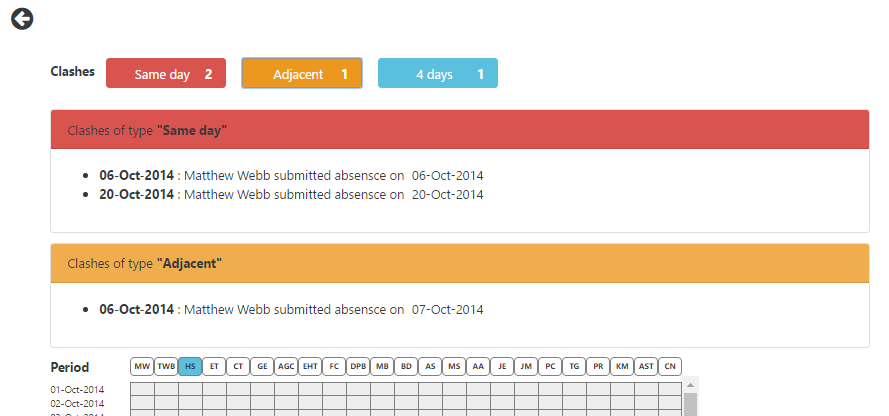 Clashes Same day 2 Adjacent 1 4 days 1
Clashes of type "Same day"
06-Oct-2014 : Matthew Webb submitted absensce on 06-Oct-2014
20-Oct-2014 : Matthew Webb submitted absensce on 20-Oct-2014
Clashes of type "Adjacent"
06-Oct-2014 : Matthew Webb submitted absensce on 07-Oct-2014
Period MW TWB HS ET CT GE AGC EHT FC DPB MB BD AS MS AA JE JM PC TG PR KM AST CN
01-Oct-2014
02-Oct-2014